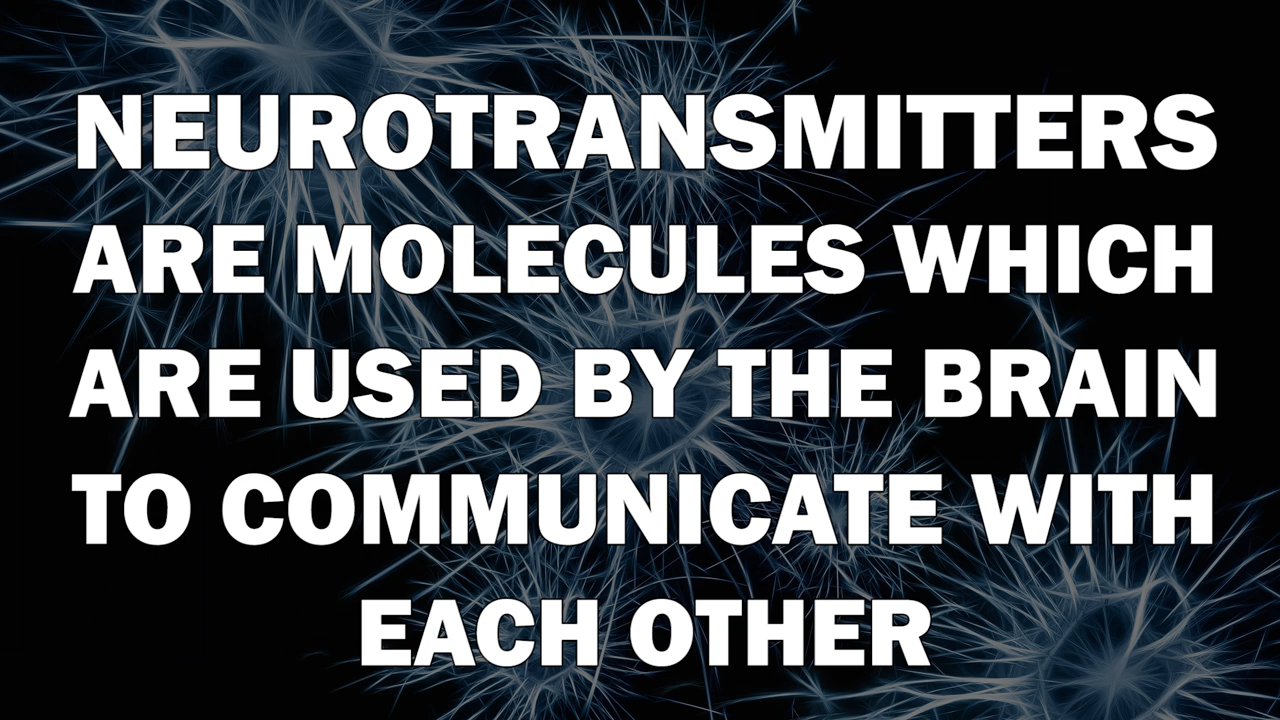 NEUROTRANSMITTERS
ARE MOLECULES WHICH
ARE USED BY THE BRAIN
TO COMMUNICATE WITH
EACH OTHER